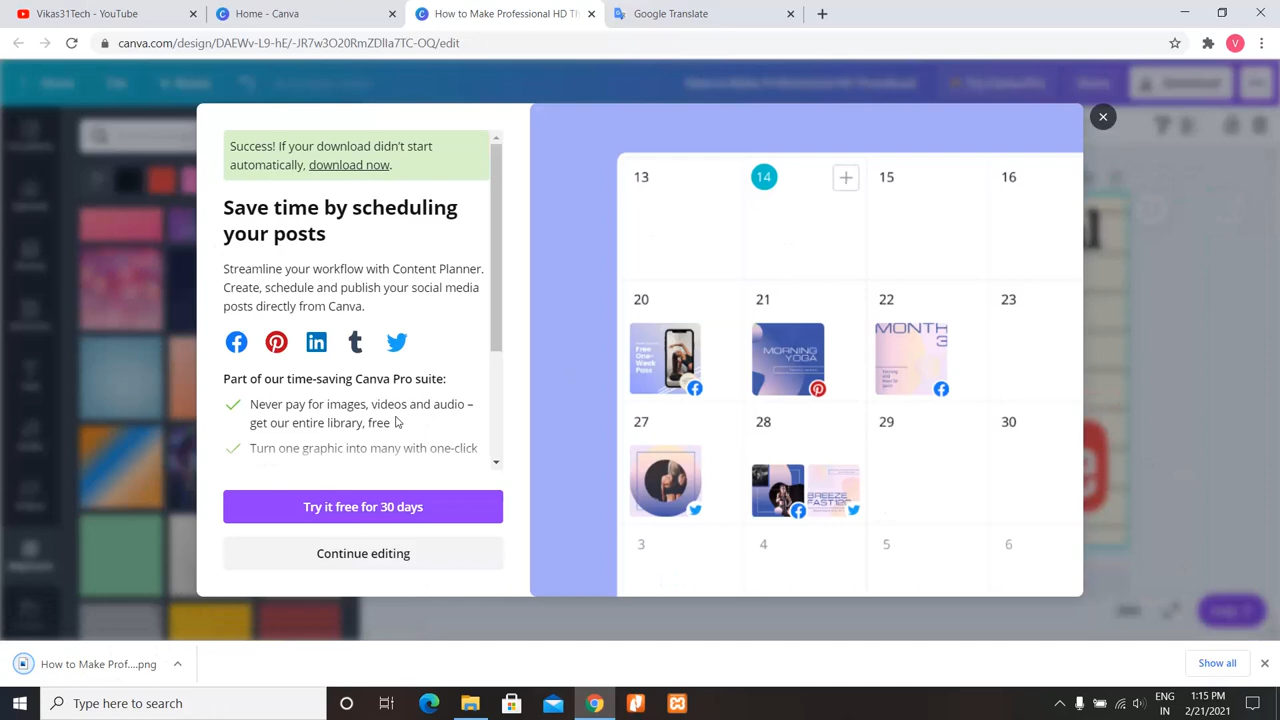 Vikas31Tech - YouTube
Home - Canva
How to Make Professional HD Th
Google Translate
canva.com/design/DAEWv-L9-hE/-JR7w3O20RmZDlla7TC-OQ/edit
V
Success! If your download didn't start
automatically, download now.
Save time by scheduling
your posts
Streamline your workflow with Content Planner.
Create, schedule and publish your social media
posts directly from Canva.
Part of our time-saving Canva Pro suite:
Never pay for images, videos and audio –
get our entire library, free
Turn one graphic into many with one-click
Try it free for 30 days
Continue editing
13 14 15 16
20 21 22 23
Free
One-
Week
Pass
MORNING
YOGA
MONTH
3
27 28 29 30
BREEZE
3 4 5 6
How to Make Prof....png
Show all
Type here to search
ENG
IN
1:15 PM
2/21/2021